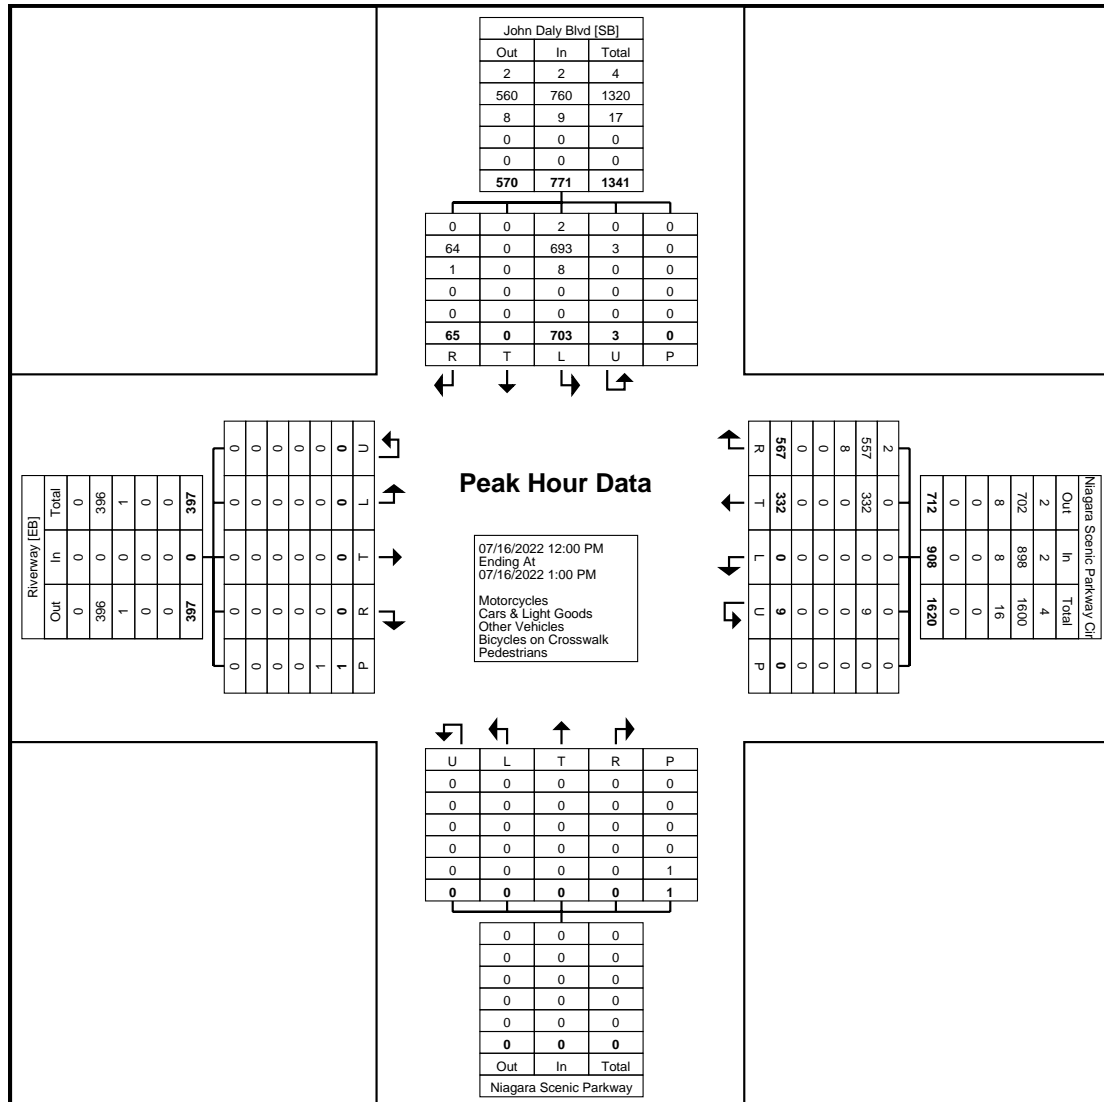 John Daly Blvd [SB]
Out In Total
2 2 4
560 760 1320
8 9 17
0 0 0
0 0 0
570 771 1341
0 0 2 0 0
64 0 693 3 0
1 0 8 0 0
0 0 0 0 0
0 0 0 0 0
65 0 703 3 0
R T L U P
Riverway [EB]
Total In Out
0 0 0
396 0 396
1 0 1
0 0 0
0 0 0
397 0 397
0 0 0 0 0
0 0 0 0 0
0 0 0 0 0
0 0 0 0 0
0 0 0 0 1
0 0 0 0 1
U L T R P
Peak Hour Data
07/16/2022 12:00 PM
Ending At
07/16/2022 1:00 PM
Motorcycles
Cars & Light Goods
Other Vehicles
Bicycles on Crosswalk
Pedestrians
Niagara Scenic Parkway Cir
Out In Total
2 2 4
702 898 1600
8 8 16
0 0 0
0 0 0
712 908 1620
2 0 0 0 0
557 332 0 9 0
8 0 0 0 0
0 0 0 0 0
0 0 0 0 0
567 332 0 9 0
R T L U P
U L T R P
0 0 0 0 0
0 0 0 0 0
0 0 0 0 0
0 0 0 0 0
0 0 0 0 1
0 0 0 0 1
0 0 0
0 0 0
0 0 0
0 0 0
0 0 0
0 0 0
Out In Total
Niagara Scenic Parkway